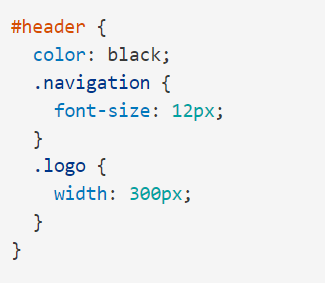 #header {
  color: black;
  .navigation {
    font-size: 12px;
  }
  .logo {
    width: 300px;
  }
}